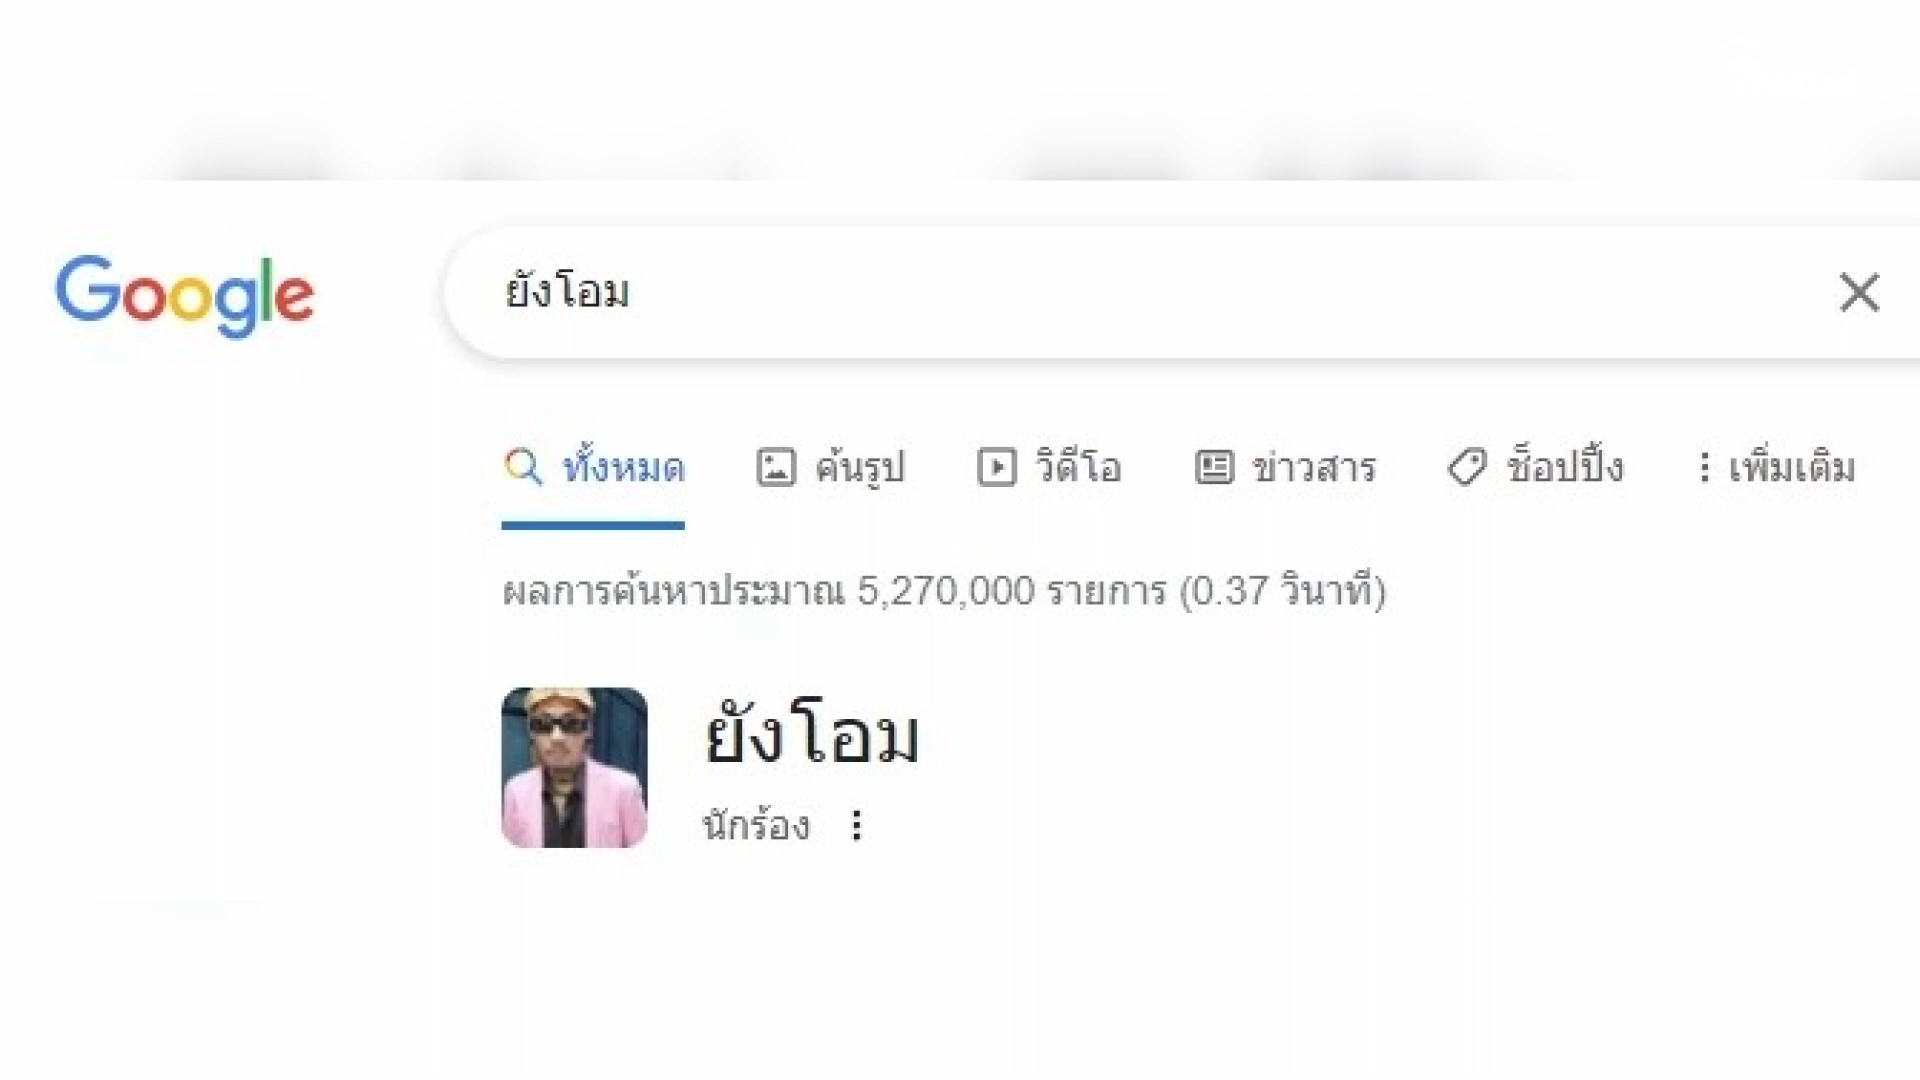 Google
ยังโอม
ทั้งหมด ค้นรูป วิดีโอ ข่าวสาร ช็อปปิ้ง เพิ่มเติม
ผลการค้นหาประมาณ 5,270,000 รายการ (0.37 วินาที)
ยังโอม
นักร้อง